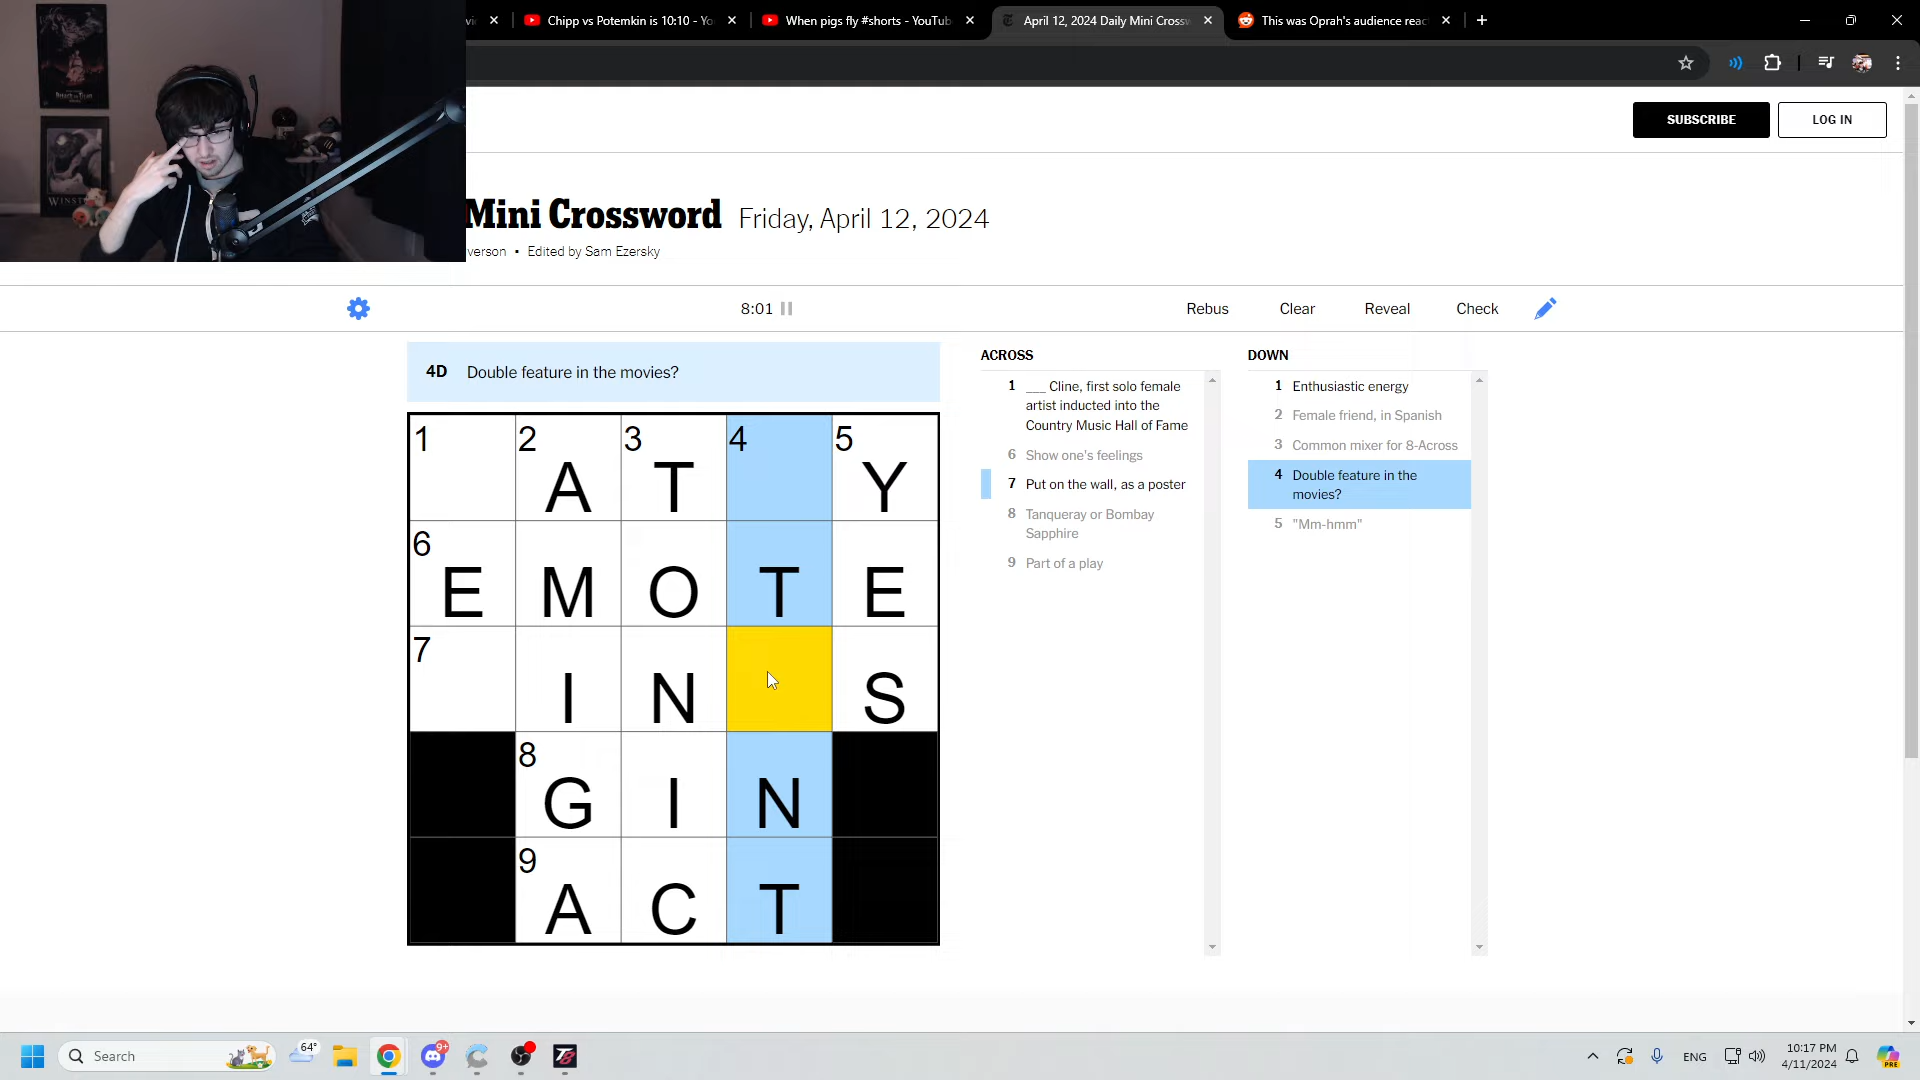 Chipp vs Potemkin is 10:10 - Yo
When pigs fly #shorts - YouTub
April 12, 2024 Daily Mini Crossw
This was Oprah's audience reac
SUBSCRIBE
LOG IN
Mini Crossword Friday, April 12, 2024
verson • Edited by Sam Ezersky
8:01
Rebus
Clear
Reveal
Check
4D Double feature in the movies?
1 2 A 3 T 4 5 Y
6 E M O T E
7 I N S
8 G I N
9 A C T
ACROSS
1 ___ Cline, first solo female
artist inducted into the
Country Music Hall of Fame
6 Show one's feelings
7 Put on the wall, as a poster
8 Tanqueray or Bombay
Sapphire
9 Part of a play
DOWN
1 Enthusiastic energy
2 Female friend, in Spanish
3 Common mixer for 8-Across
4 Double feature in the
movies?
5 "Mm-hmm"
Search
64°
9+
ENG
10:17 PM
4/11/2024
PRE